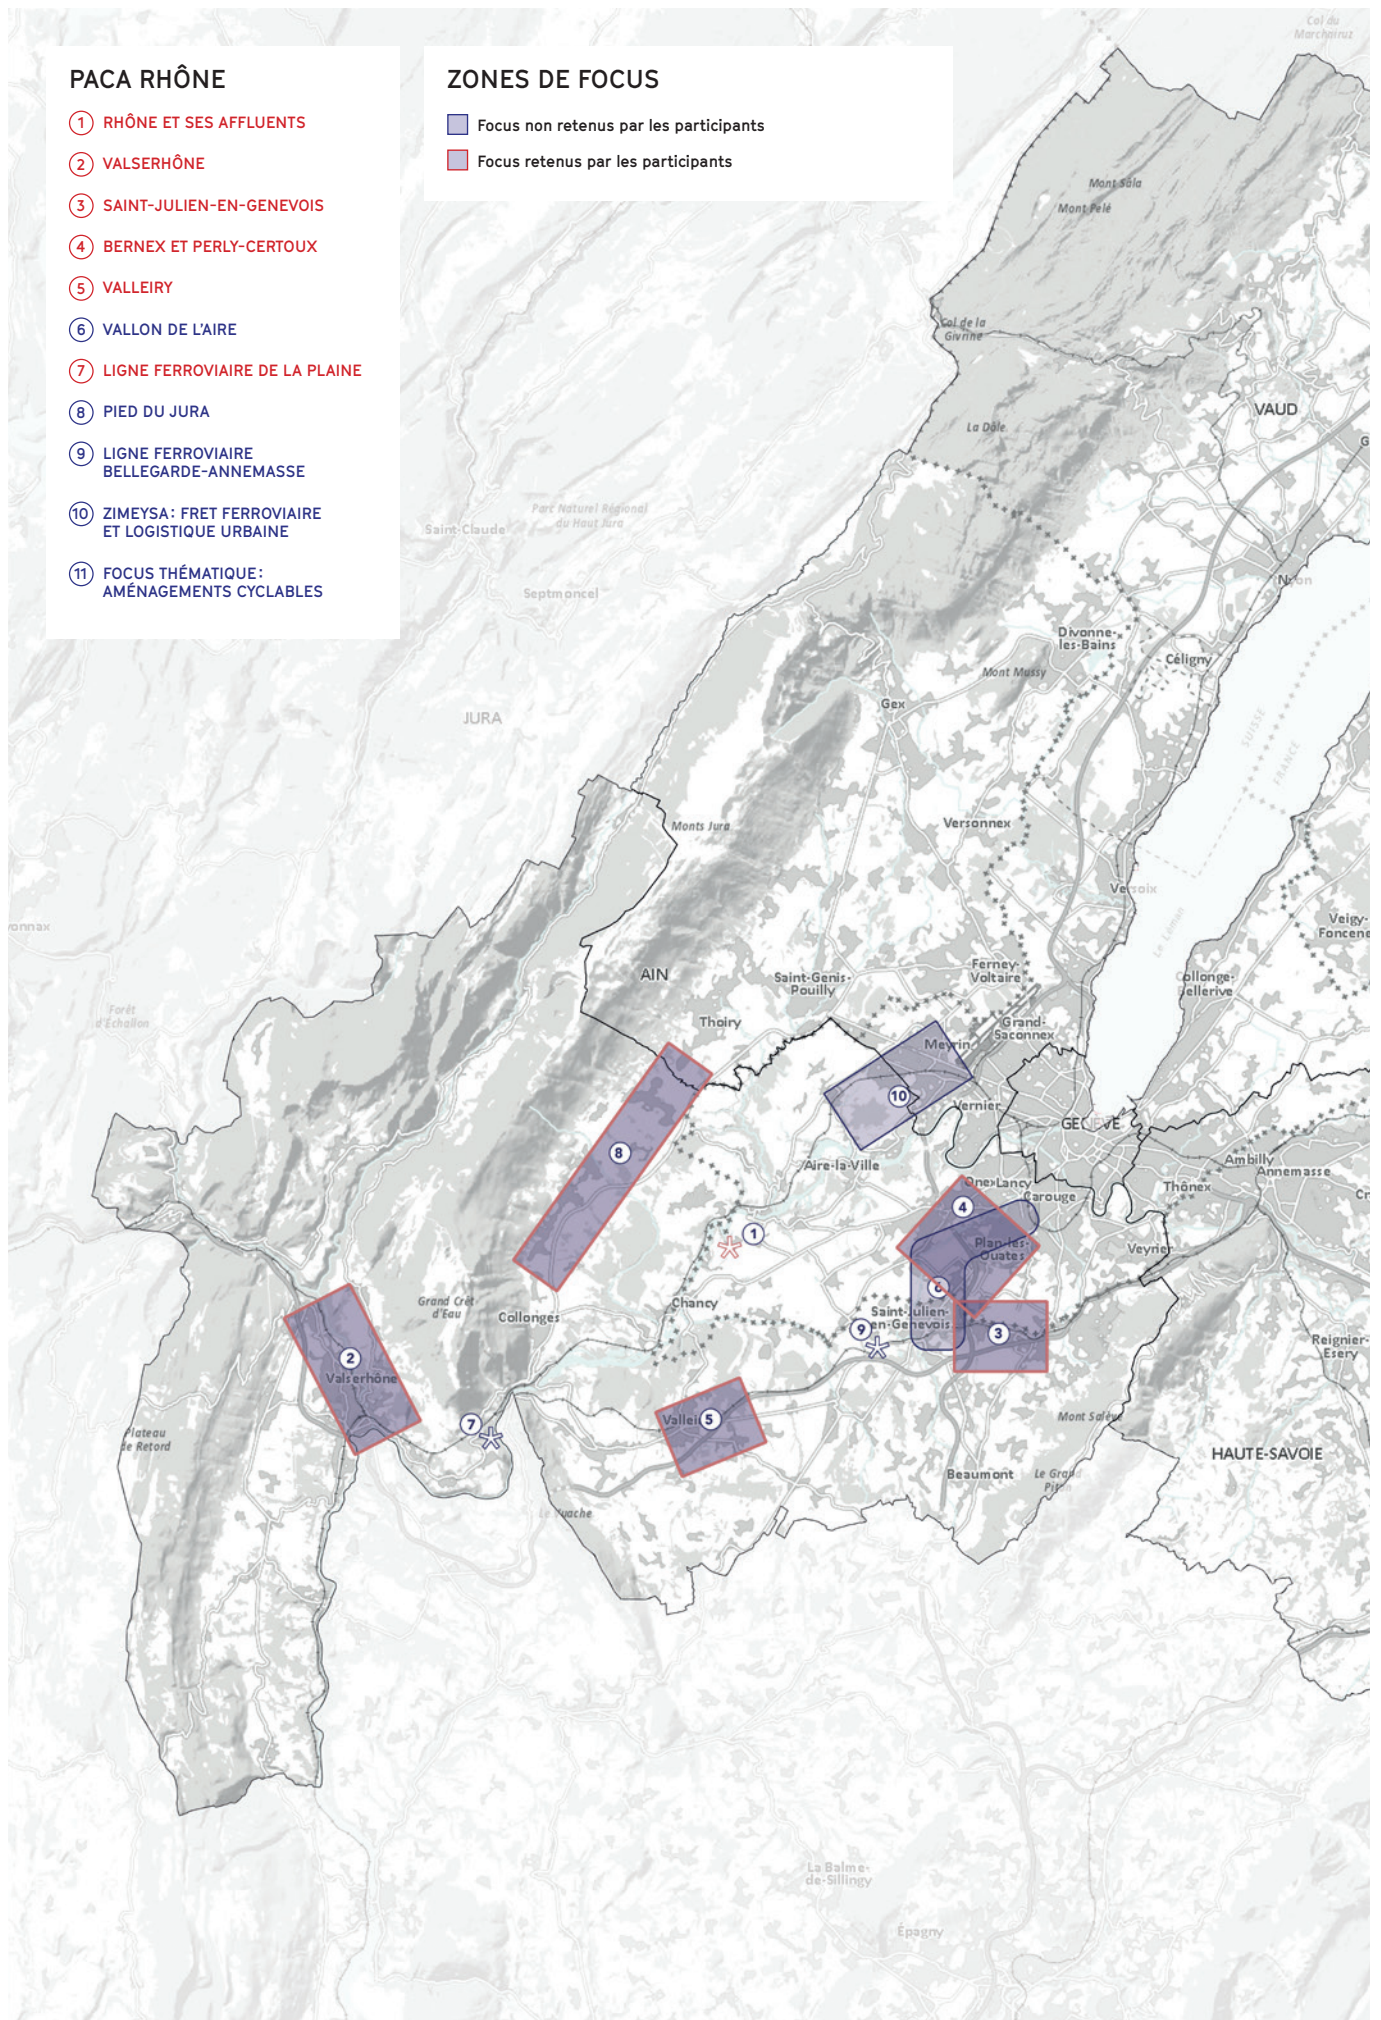 PACA RHÔNE
1 RHÔNE ET SES AFFLUENTS
2 VALSERHÔNE
3 SAINT-JULIEN-EN-GENEVOIS
4 BERNEX ET PERLY-CERTOUX
5 VALLEIRY
6 VALLON DE L'AIRE
7 LIGNE FERROVIAIRE DE LA PLAINE
8 PIED DU JURA
9 LIGNE FERROVIAIRE
BELLEGARDE-ANNEMASSE
10 ZIMEYSA : FRET FERROVIAIRE
ET LOGISTIQUE URBAINE
11 FOCUS THÉMATIQUE :
AMÉNAGEMENTS CYCLABLES
ZONES DE FOCUS
Focus non retenus par les participants
Focus retenus par les participants
Col du
Marchairuz
Mont Sâla
Mont Pelé
Col de la
Givrine
VAUD
La Dôle
G
Parc Naturel Régional
du Haut Jura
Saint-Claude
Septmoncel
Nyon
Divonne-
les-Bains
Céligny
Mont Mussy
Gex
JURA
SUISSE
FRANCE
Versonnex
Monts Jura
Versoix
Le Léman
Veigy-
Foncene
vonnax
Ferney-
Voltaire
AIN
Saint-Genis-
Pouilly
Collonge-
Bellerive
Forêt
d'Echallon
Thoiry
Grand-
Saconnex
Meyrin
10
Vernier
GENÈVE
8
Aire-la-Ville
Ambilly
Annemasse
Onex
Lancy
Thônex
Carouge
Cr
4
1
Plan-les-
Ouates
Veyrier
6
Grand Crêt
d'Eau
Collonges
Chancy
Saint-Julien-
en-Genevois
9
3
Reignier-
Esery
2
Valserhône
7
Vallei
5
Mont Salève
Plateau
de Retord
HAUTE-SAVOIE
Beaumont
Le Grand
Piton
Le Vuache
La Balme-
de-Sillingy
Épagny